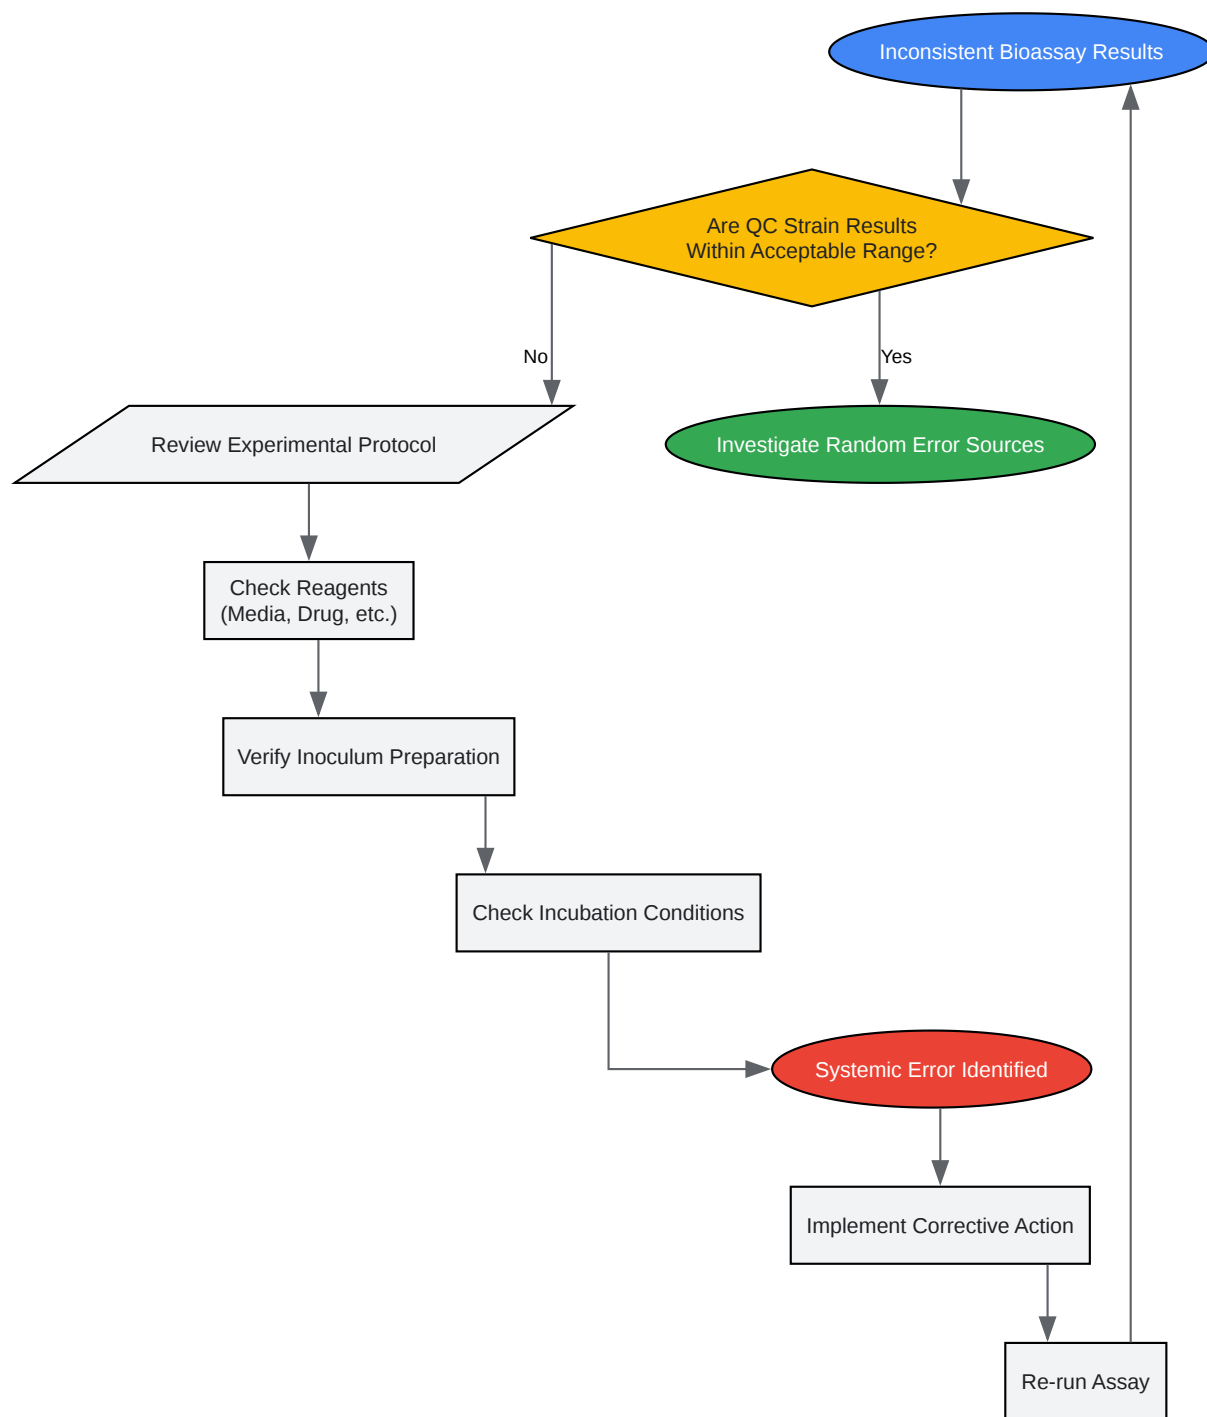 Inconsistent Bioassay Results
Are QC Strain Results
Within Acceptable Range?
No
Yes
Review Experimental Protocol
Investigate Random Error Sources
Check Reagents
(Media, Drug, etc.)
Verify Inoculum Preparation
Check Incubation Conditions
Systemic Error Identified
Implement Corrective Action
Re-run Assay